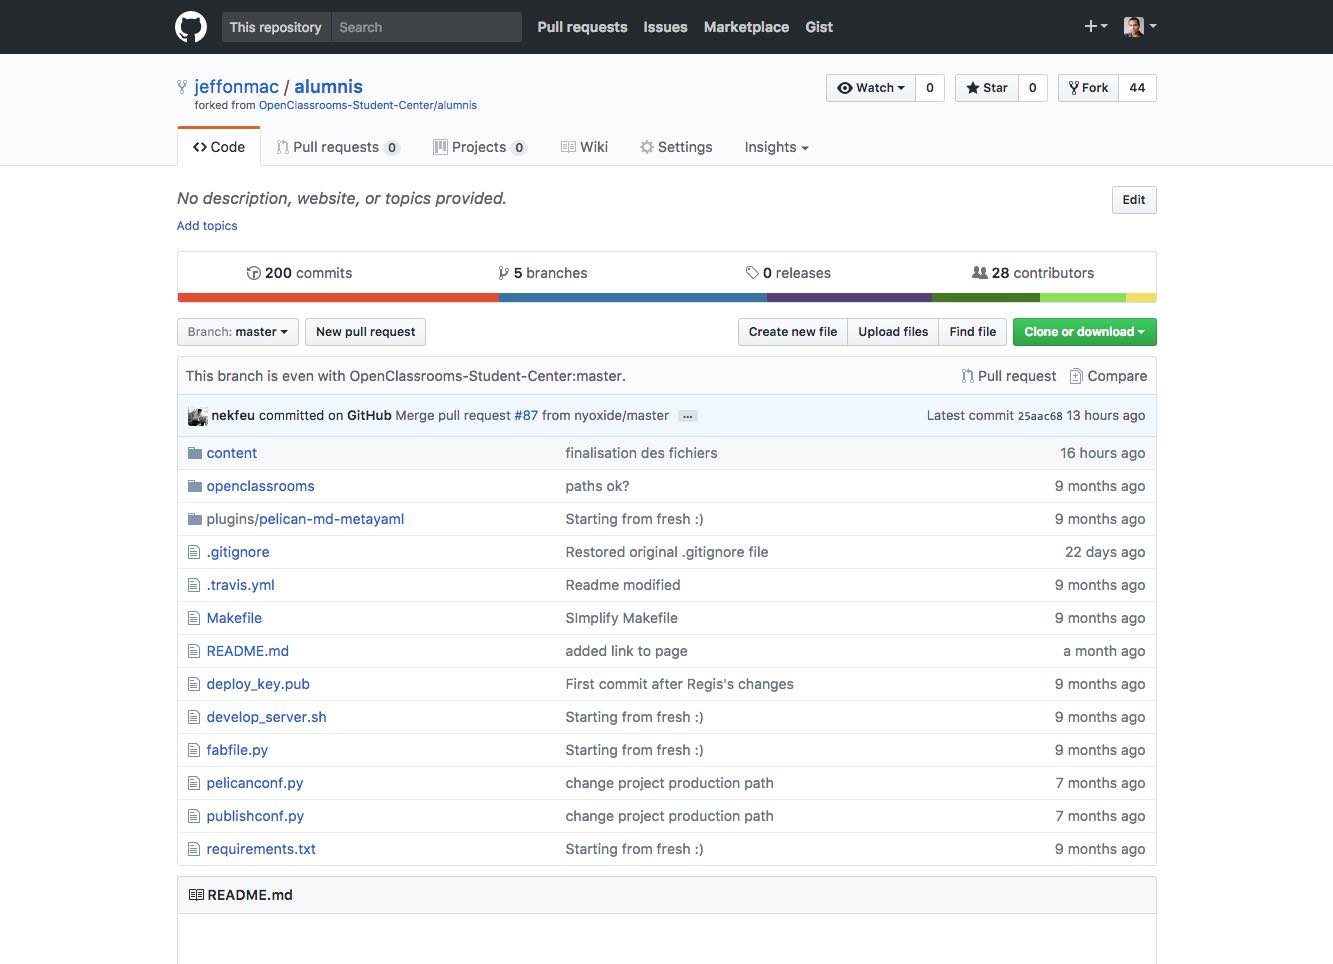 This repository Search Pull requests Issues Marketplace Gist
jeffonmac / alumnis Watch 0 Star 0 Fork 44
forked from OpenClassrooms-Student-Center/alumnis
Code Pull requests 0 Projects 0 Wiki Settings Insights
No description, website, or topics provided. Edit
Add topics
200 commits 5 branches 0 releases 28 contributors
Branch: master New pull request Create new file Upload files Find file Clone or download
This branch is even with OpenClassrooms-Student-Center:master. Pull request Compare
nekfeu committed on GitHub Merge pull request #87 from nyoxide/master ... Latest commit 25aac68 13 hours ago
content finalisation des fichiers 16 hours ago
openclassrooms paths ok? 9 months ago
plugins/pelican-md-metayaml Starting from fresh :) 9 months ago
.gitignore Restored original .gitignore file 22 days ago
.travis.yml Readme modified 9 months ago
Makefile SImplify Makefile 9 months ago
README.md added link to page a month ago
deploy_key.pub First commit after Regis's changes 9 months ago
develop_server.sh Starting from fresh :) 9 months ago
fabfile.py Starting from fresh :) 9 months ago
pelicanconf.py change project production path 7 months ago
publishconf.py change project production path 7 months ago
requirements.txt Starting from fresh :) 9 months ago
README.md